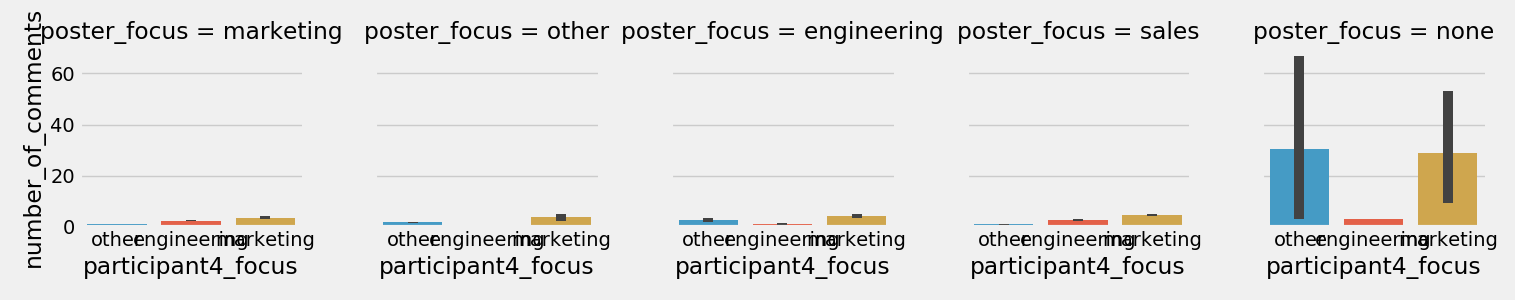 poster_focus = marketing
poster_focus = other
poster_focus = engineering
poster_focus = sales
poster_focus = none
number_of_comments
60
40
20
0
other engineering marketing
other engineering marketing
other engineering marketing
other engineering marketing
other engineering marketing
participant4_focus
participant4_focus
participant4_focus
participant4_focus
participant4_focus